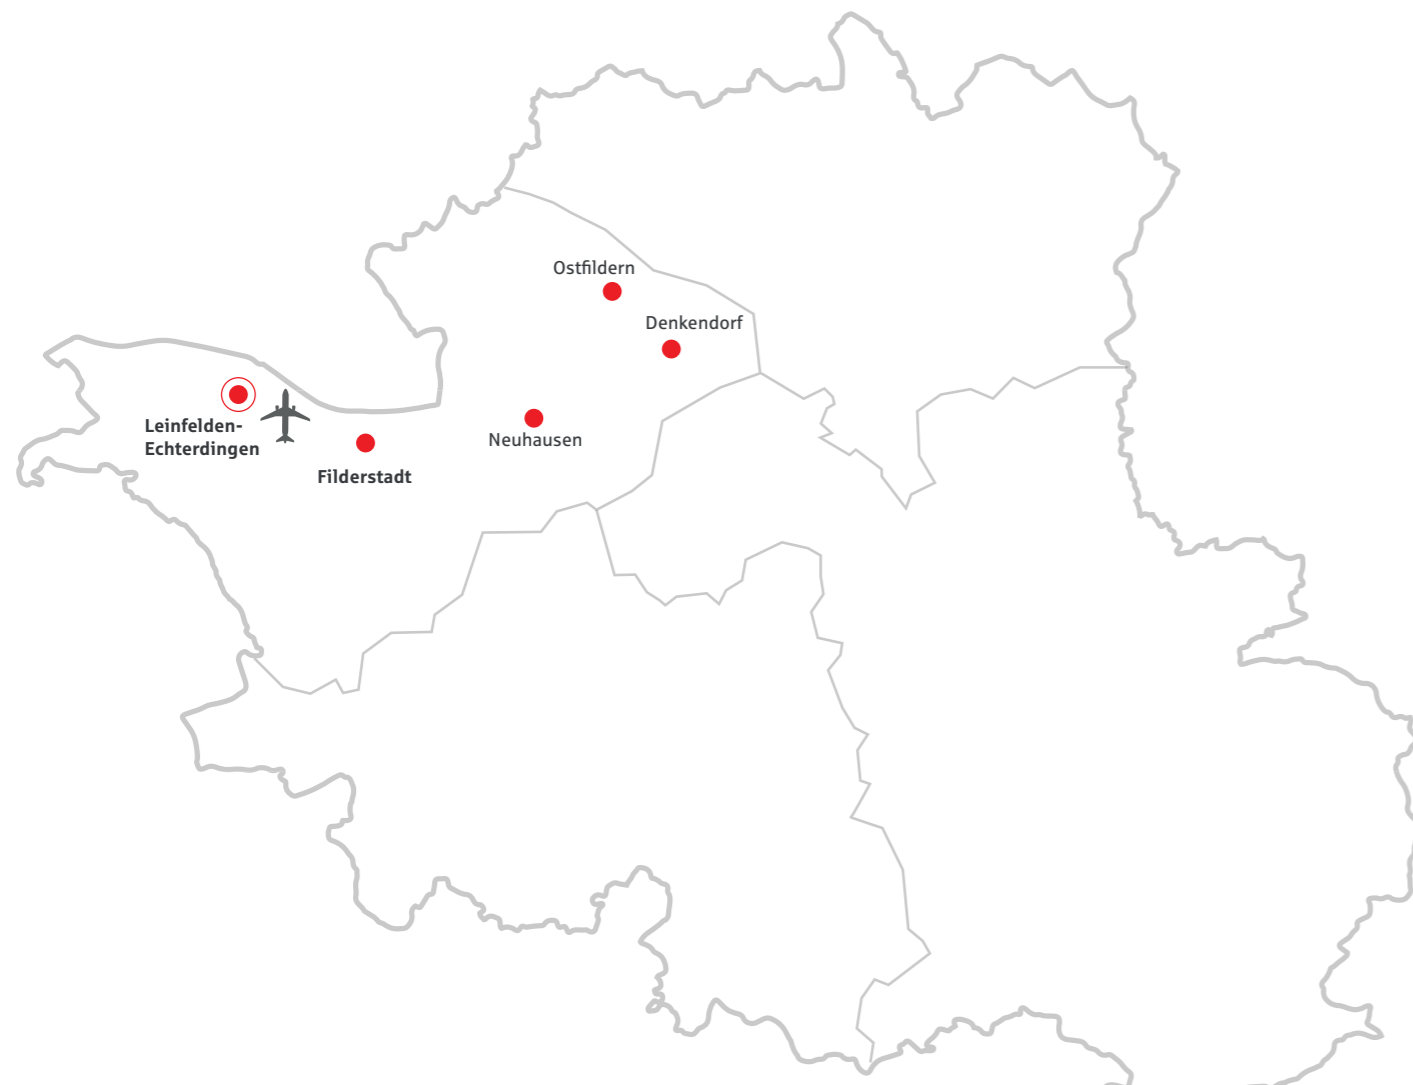 Ostfildern
Denkendorf
Leinfelden-
Echterdingen
Neuhausen
Filderstadt